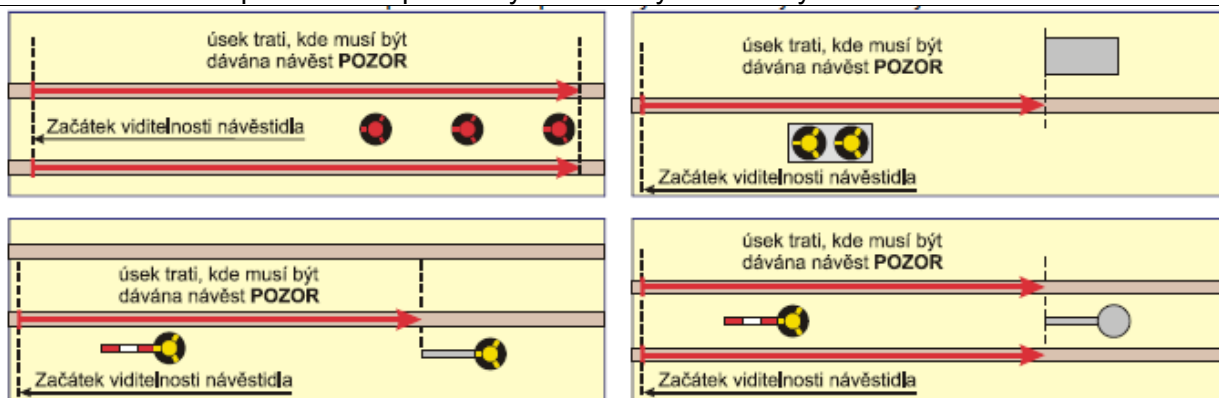 úsek trati, kde musí být
dávána návěst POZOR
Začátek viditelnosti návěstidla
úsek trati, kde musí být
dávána návěst POZOR
Začátek viditelnosti návěstidla
úsek trati, kde musí být
dávána návěst POZOR
Začátek viditelnosti návěstidla
úsek trati, kde musí být
dávána návěst POZOR
Začátek viditelnosti návěstidla